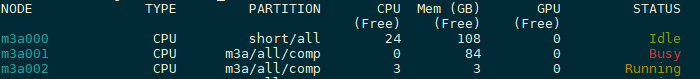 NODE TYPE PARTITION CPU Mem (GB) GPU STATUS
(Free) (Free) (Free)
m3a000 CPU short/all 24 108 0 Idle
m3a001 CPU m3a/all/comp 0 84 0 Busy
m3a002 CPU m3a/all/comp 3 3 0 Running